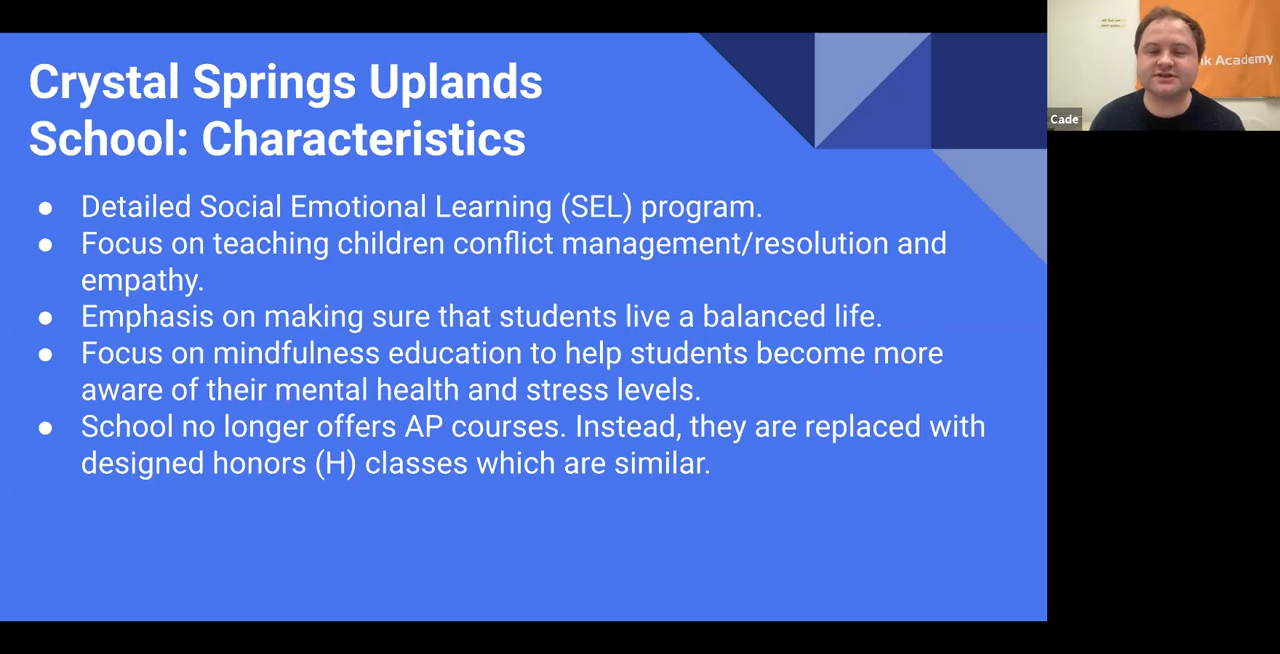 Crystal Springs Uplands
School: Characteristics
● Detailed Social Emotional Learning (SEL) program.
● Focus on teaching children conflict management/resolution and
empathy.
● Emphasis on making sure that students live a balanced life.
● Focus on mindfulness education to help students become more
aware of their mental health and stress levels.
● School no longer offers AP courses. Instead, they are replaced with
designed honors (H) classes which are similar.
Academy
Cade